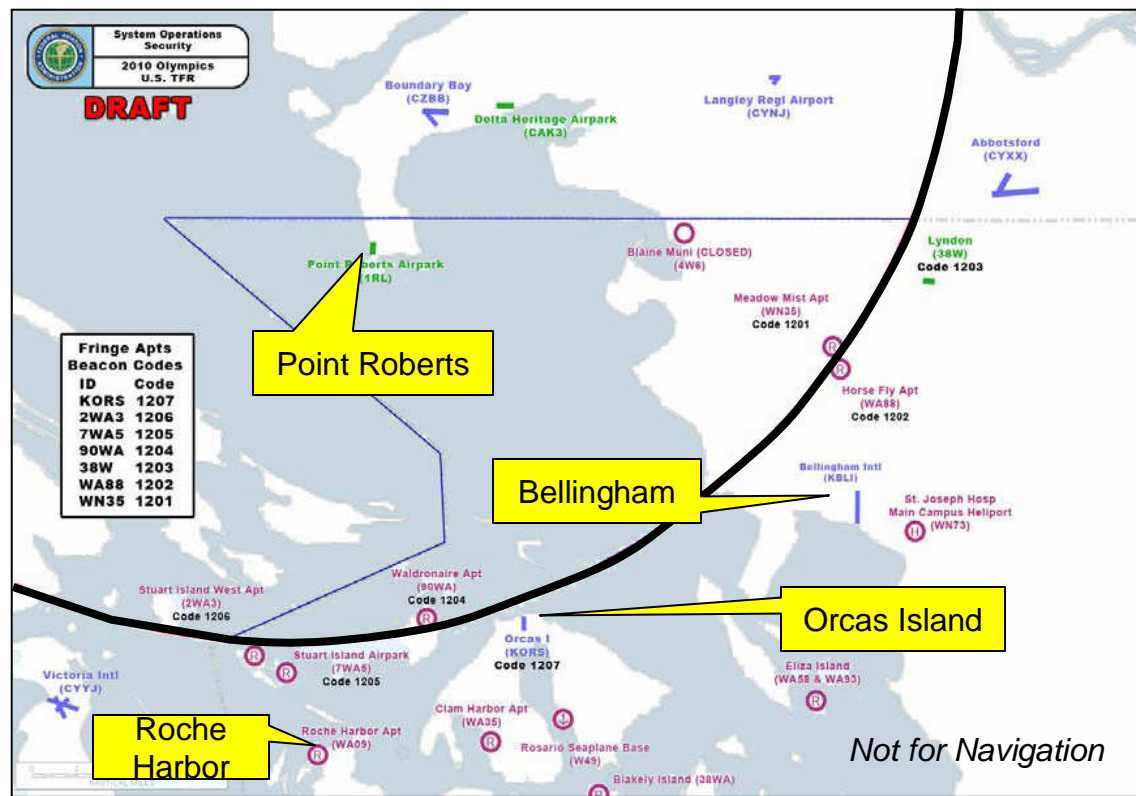 System Operations
Security
2010 Olympics
U.S. TFR
DRAFT
Boundary Bay
(CZBB)
Delta Heritage Airpark
(CAK3)
Langley Regl Airport
(CYNJ)
Abbotsford
(CYXX)
Point Roberts Airpark
(1RL)
Blaine Muni (CLOSED)
(4W6)
Lynden
(38W)
Code 1203
Meadow Mist Apt
(WN35)
Code 1201
Point Roberts
Fringe Apts
Beacon Codes
ID Code
KORS 1207
2WA3 1206
7WA5 1205
90WA 1204
38W 1203
WA88 1202
WN35 1201
R
R
Horse Fly Apt
(WA88)
Code 1202
Bellingham
Bellingham Intl
(KBLI)
St. Joseph Hosp
Main Campus Heliport
(WN73)
H
Stuart Island West Apt
(2WA3)
Code 1206
Waldronaire Apt
(90WA)
Code 1204
R
Orcas Island
Orcas I
(KORS)
Code 1207
R
R
Stuart Island Airpark
(7WA5)
Code 1205
Victoria Intl
(CYYJ)
Eliza Island
(WA58 & WA93)
R
Roche
Harbor
Roche Harbor Apt
(WA09)
R
Clam Harbor Apt
(WA35)
R
Rosario Seaplane Base
(W49)
Blakely Island (38WA)
R
Not for Navigation